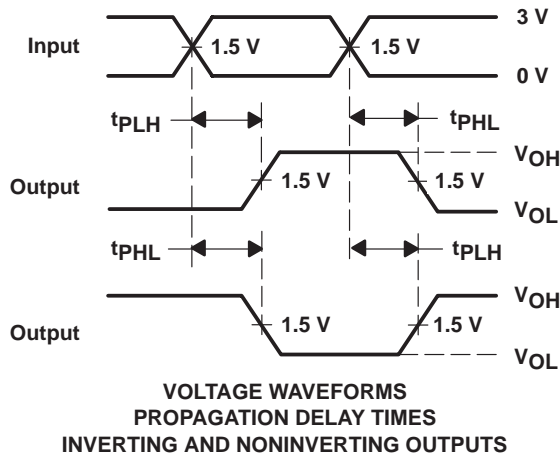 3 V
Input 1.5 V 1.5 V
0 V
tPLH tPHL
VOH
Output 1.5 V 1.5 V
VOL
tPHL tPLH
VOH
Output 1.5 V 1.5 V
VOL
VOLTAGE WAVEFORMS
PROPAGATION DELAY TIMES
INVERTING AND NONINVERTING OUTPUTS